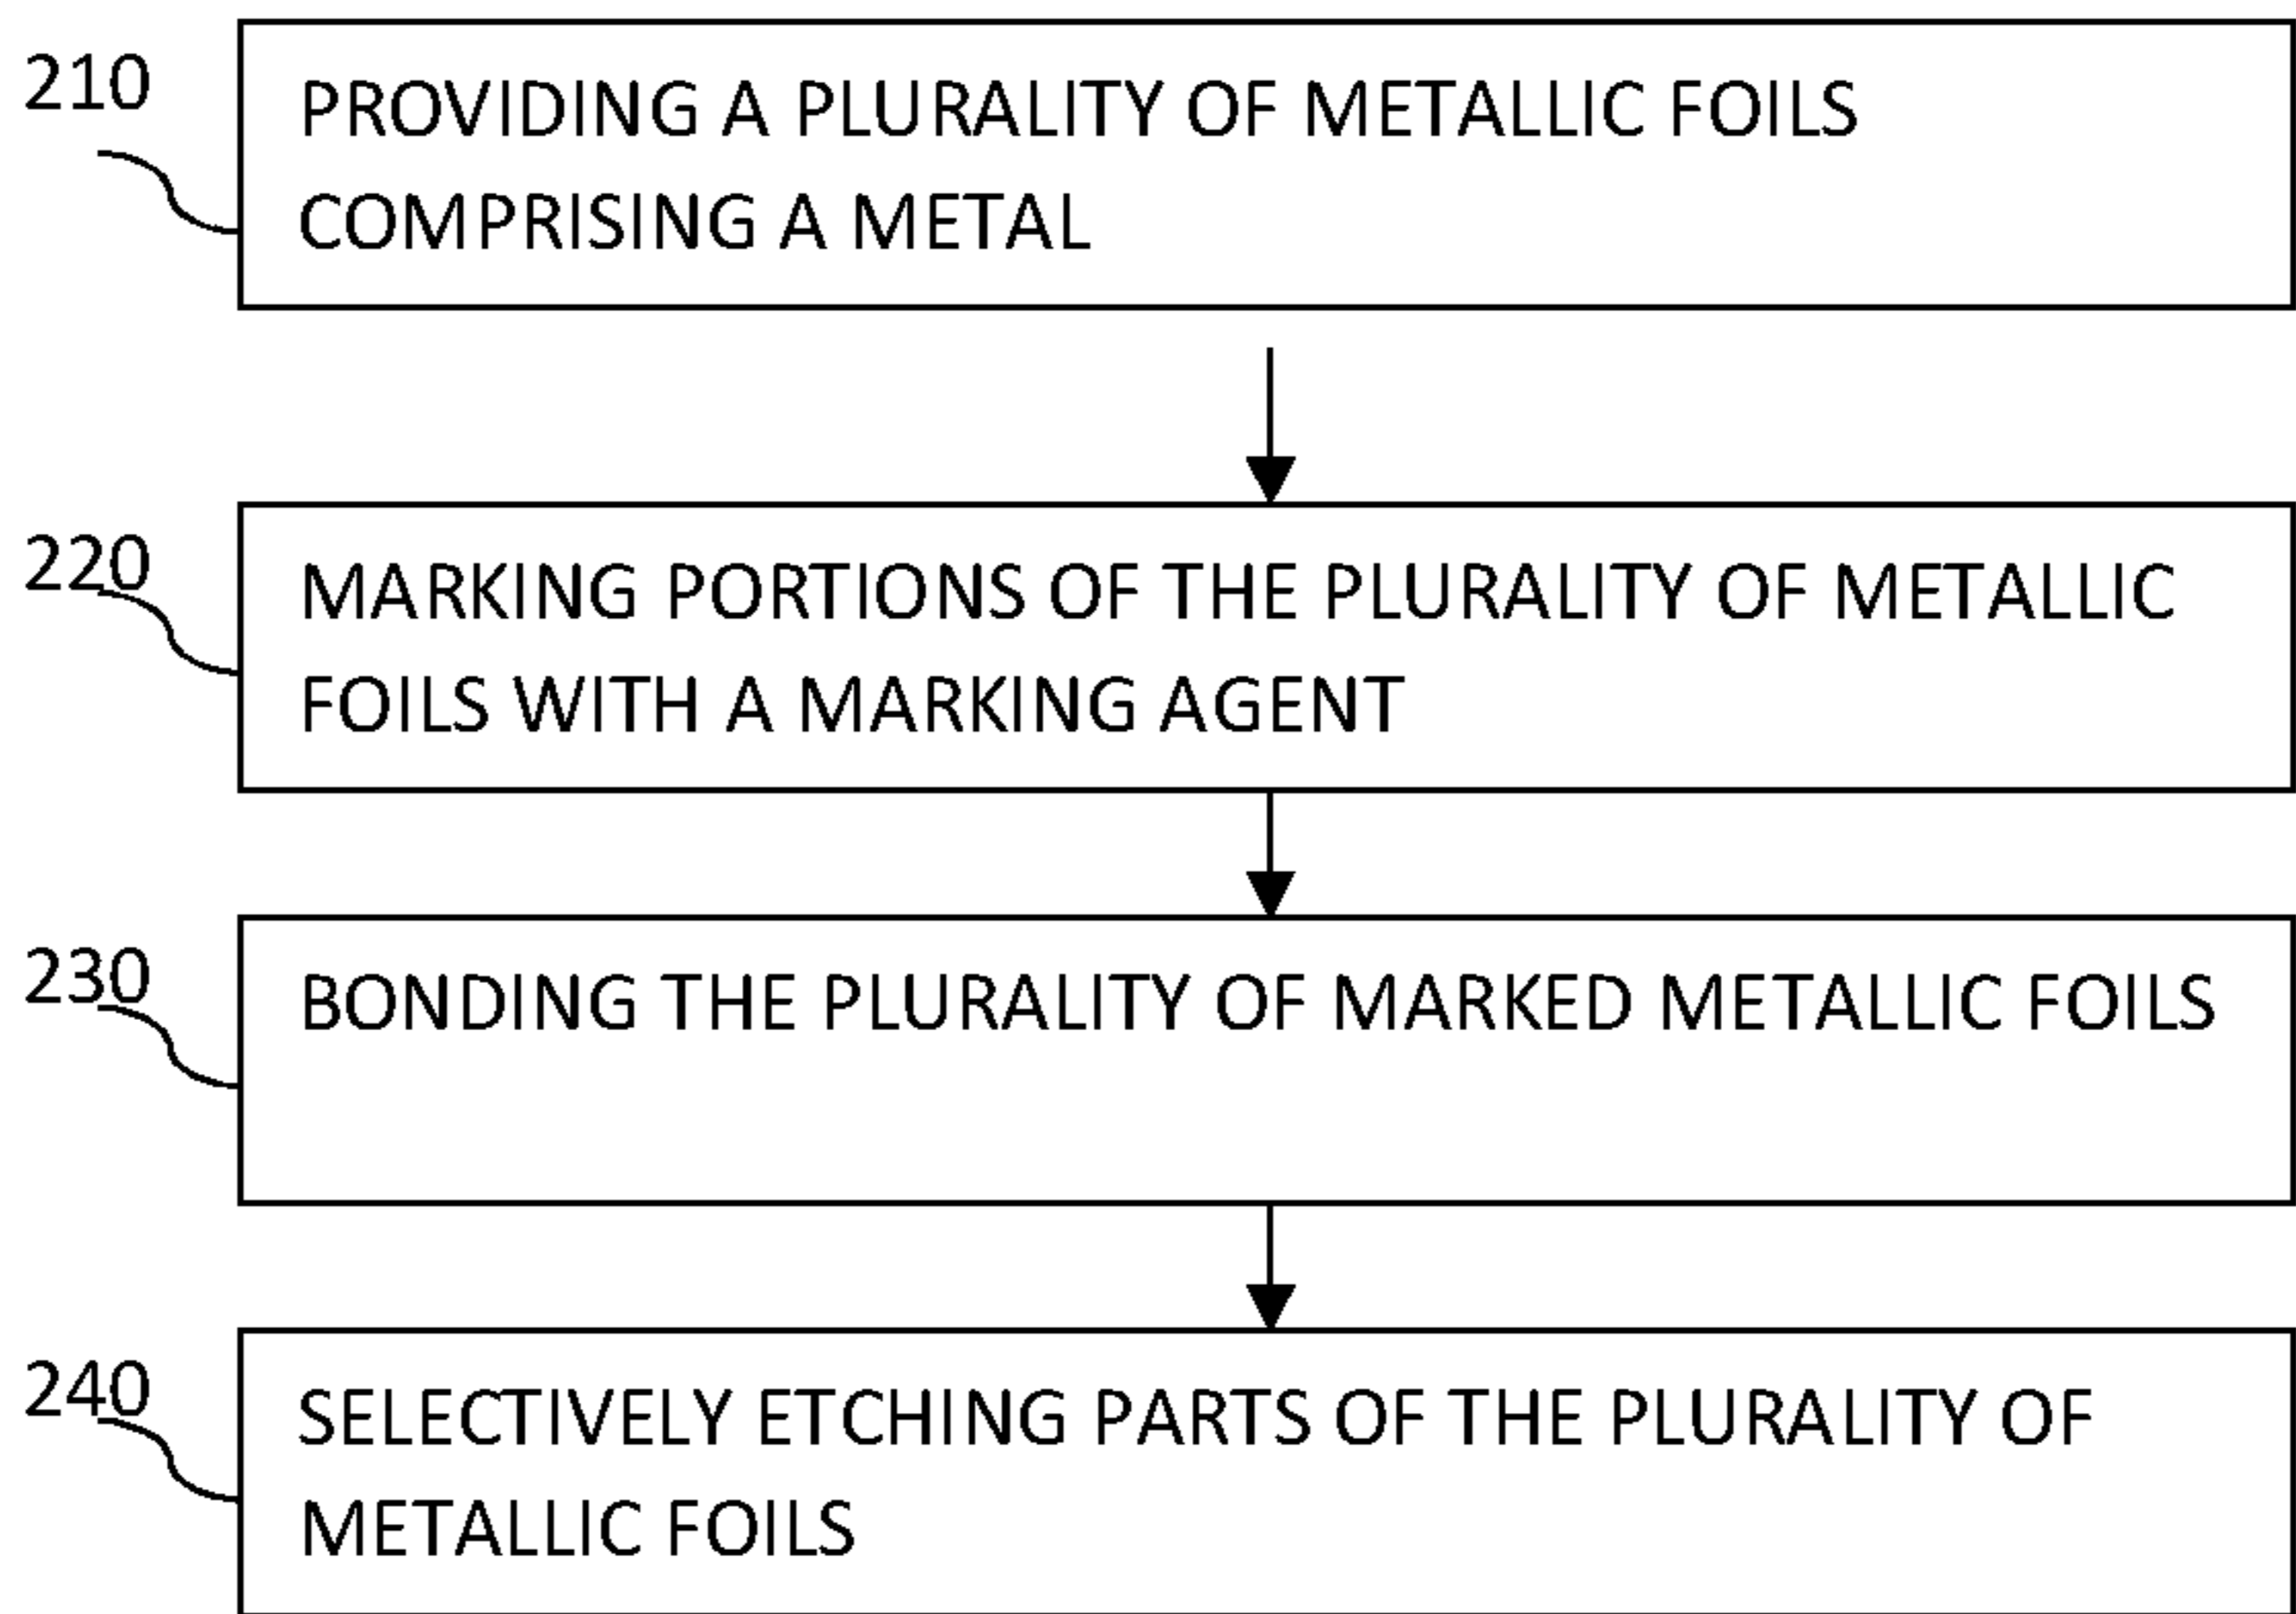 210
PROVIDING A PLURALITY OF METALLIC FOILS
COMPRISING A METAL
220
MARKING PORTIONS OF THE PLURALITY OF METALLIC
FOILS WITH A MARKING AGENT
230
BONDING THE PLURALITY OF MARKED METALLIC FOILS
240
SELECTIVELY ETCHING PARTS OF THE PLURALITY OF
METALLIC FOILS